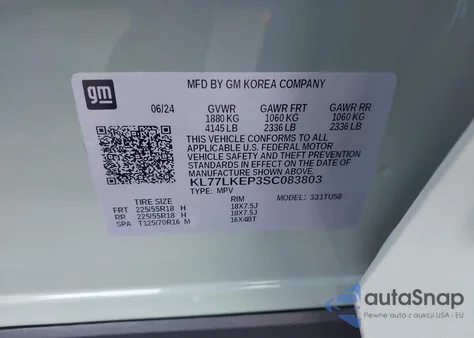 gm
MFD BY GM KOREA COMPANY
06/24 GVWR GAWR FRT GAWR RR
1880 KG 1060 KG 1060 KG
4145 LB 2336 LB 2336 LB
THIS VEHICLE CONFORMS TO ALL
APPLICABLE U.S. FEDERAL MOTOR
VEHICLE SAFETY AND THEFT PREVENTION
STANDARDS IN EFFECT ON THE DATE OF
MANUFACTURE SHOWN ABOVE.
KL77LKEP3SC083803
TYPE: MPV MODEL: 331TU58
TIRE SIZE RIM
FRT 225/55R18 H 18X7.5J
RR 225/55R18 H 18X7.5J
SPA T125/70R16 M 16X4BT
autoSnap
Pewne auta z aukcji USA i EU